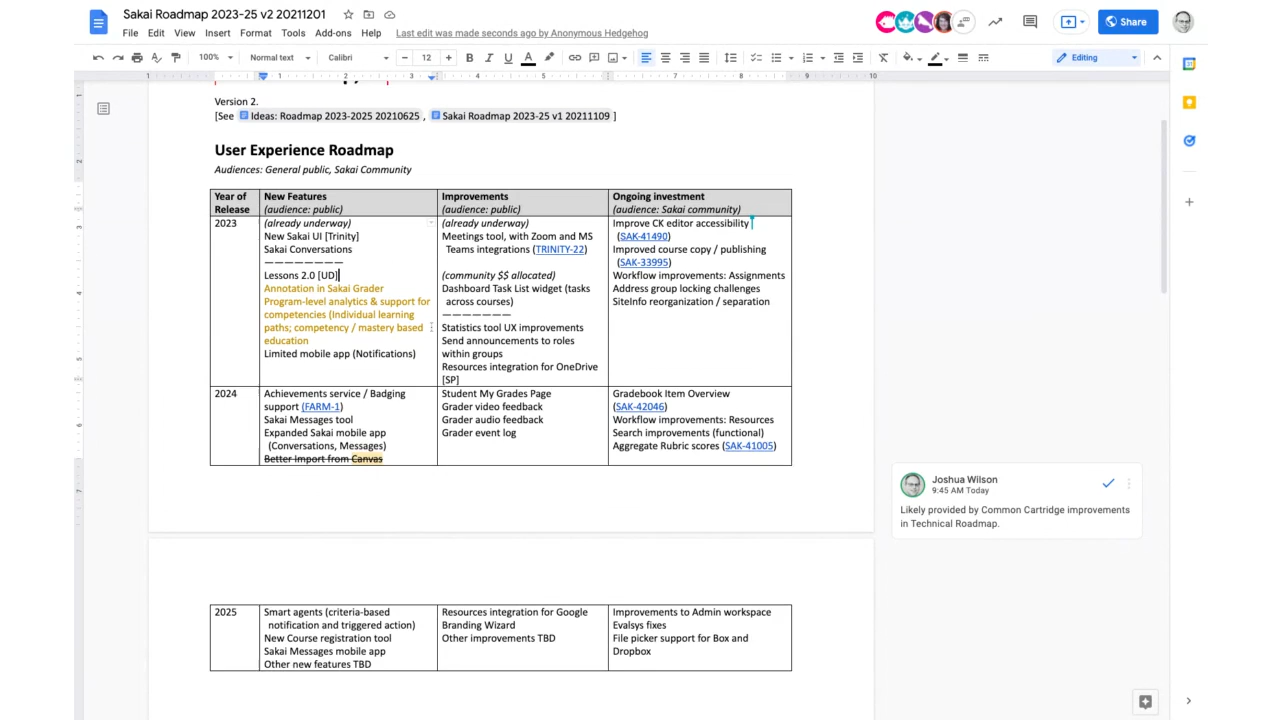 Sakai Roadmap 2023-25 v2 20211201
File Edit View Insert Format Tools Add-ons Help Last edit was made seconds ago by Anonymous Hedgehog
Share
100% Normal text Calibri 12 B I U A Editing
1 1 2 3 4 5 6 7 8 9 10
Version 2.
[See Ideas: Roadmap 2023-2025 20210625 , Sakai Roadmap 2023-25 v1 20211109 ]
User Experience Roadmap
Audiences: General public, Sakai Community
Year of Release
New Features
(audience: public)
Improvements
(audience: public)
Ongoing investment
(audience: Sakai community)
2023
(already underway)
New Sakai UI [Trinity]
Sakai Conversations
————————
Lessons 2.0 [UD]
Annotation in Sakai Grader
Program-level analytics & support for
competencies (Individual learning
paths; competency / mastery based
education
Limited mobile app (Notifications)
(already underway)
Meetings tool, with Zoom and MS
Teams integrations (TRINITY-22)
(community $$ allocated)
Dashboard Task List widget (tasks
across courses)
———————
Statistics tool UX improvements
Send announcements to roles
within groups
Resources integration for OneDrive
[SP]
Improve CK editor accessibility
(SAK-41490)
Improved course copy / publishing
(SAK-33995)
Workflow improvements: Assignments
Address group locking challenges
SiteInfo reorganization / separation
2024
Achievements service / Badging
support (FARM-1)
Sakai Messages tool
Expanded Sakai mobile app
(Conversations, Messages)
Better Import from Canvas
Student My Grades Page
Grader video feedback
Grader audio feedback
Grader event log
Gradebook Item Overview
(SAK-42046)
Workflow improvements: Resources
Search improvements (functional)
Aggregate Rubric scores (SAK-41005)
Joshua Wilson
9:45 AM Today
Likely provided by Common Cartridge improvements
in Technical Roadmap.
2025
Smart agents (criteria-based
notification and triggered action)
New Course registration tool
Sakai Messages mobile app
Other new features TBD
Resources integration for Google
Branding Wizard
Other improvements TBD
Improvements to Admin workspace
Evalsys fixes
File picker support for Box and
Dropbox